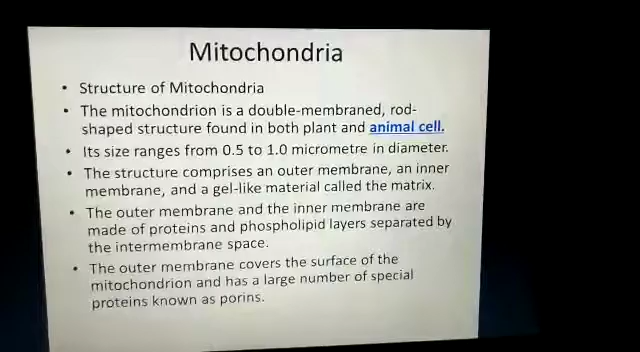 Mitochondria
• Structure of Mitochondria
• The mitochondrion is a double-membraned, rod-
shaped structure found in both plant and animal cell.
• Its size ranges from 0.5 to 1.0 micrometre in diameter.
• The structure comprises an outer membrane, an inner
membrane, and a gel-like material called the matrix.
• The outer membrane and the inner membrane are
made of proteins and phospholipid layers separated by
the intermembrane space.
• The outer membrane covers the surface of the
mitochondrion and has a large number of special
proteins known as porins.